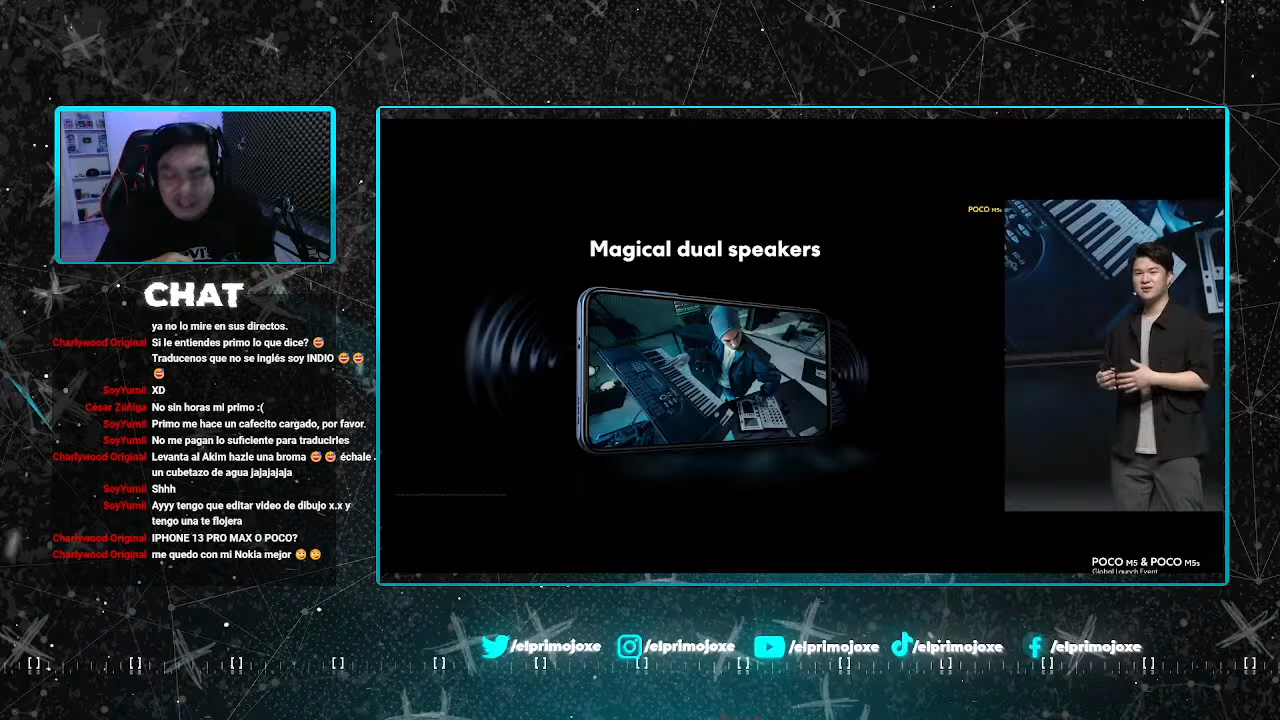 CHAT
ya no lo mire en sus directos.
Charlywood Original Si le entiendes primo lo que dice? 😅
Traducenos que no se inglés soy INDIO 😅 😅
😅
SoyYumii XD
César Zúñiga No sin horas mi primo :(
SoyYumii Primo me hace un cafecito cargado, por favor.
SoyYumii No me pagan lo suficiente para traducirles
Charlywood Original Levanta al Akim hazle una broma 😅 😅 échale
un cubetazo de agua jajajajaja
SoyYumii Shhh
SoyYumii Ayyy tengo que editar video de dibujo x.x y
tengo una te flojera
Charlywood Original IPHONE 13 PRO MAX O POCO?
Charlywood Original me quedo con mi Nokia mejor 😳 😳
Magical dual speakers
POCO M5s
POCO M5 & POCO M5s
Global Launch Event
/elprimojoxe /elprimojoxe /elprimojoxe /elprimojoxe /elprimojoxe